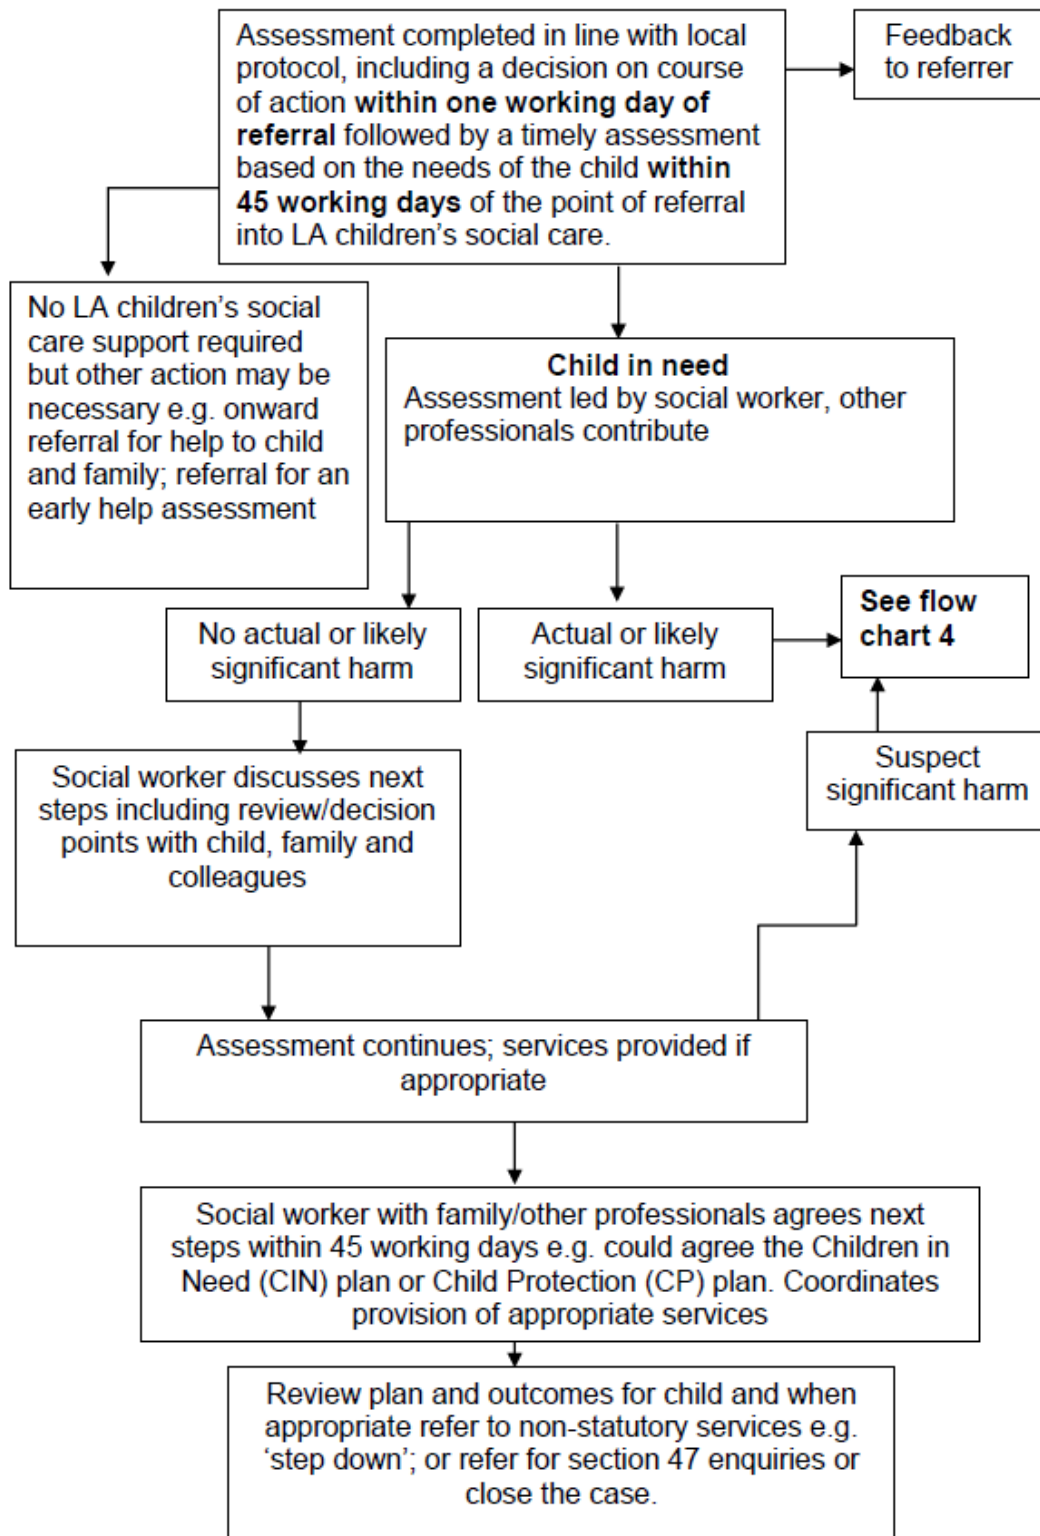 Assessment completed in line with local
protocol, including a decision on course
of action within one working day of
referral followed by a timely assessment
based on the needs of the child within
45 working days of the point of referral
into LA children's social care.
Feedback
to referrer
No LA children's social
care support required
but other action may be
necessary e.g. onward
referral for help to child
and family; referral for an
early help assessment
Child in need
Assessment led by social worker, other
professionals contribute
No actual or likely
significant harm
Actual or likely
significant harm
See flow
chart 4
Social worker discusses next
steps including review/decision
points with child, family and
colleagues
Suspect
significant harm
Assessment continues; services provided if
appropriate
Social worker with family/other professionals agrees next
steps within 45 working days e.g. could agree the Children in
Need (CIN) plan or Child Protection (CP) plan. Coordinates
provision of appropriate services
Review plan and outcomes for child and when
appropriate refer to non-statutory services e.g.
‘step down’; or refer for section 47 enquiries or
close the case.